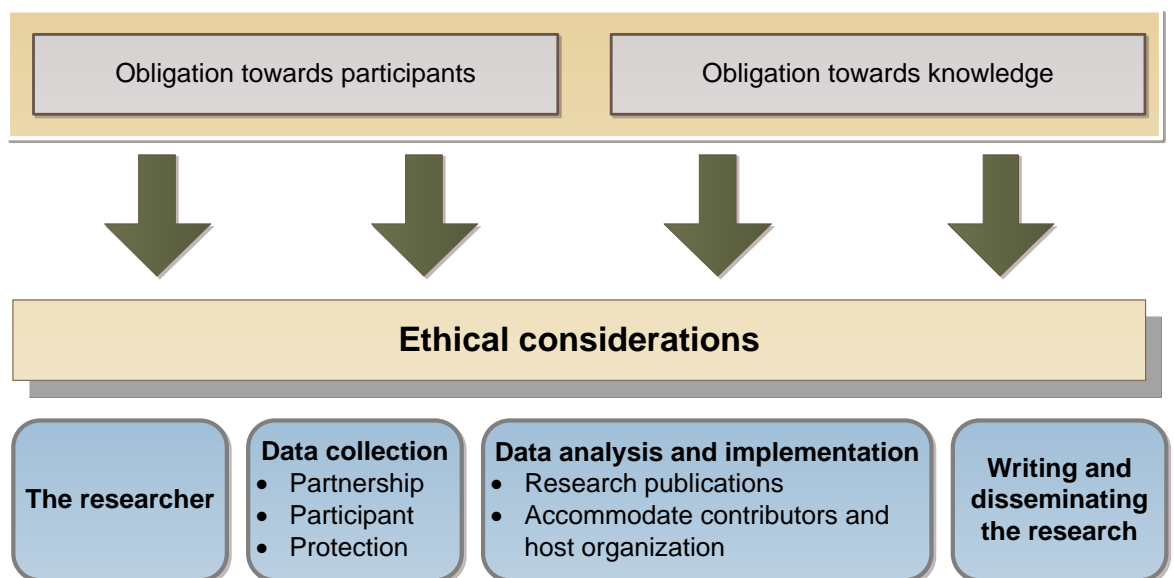 Obligation towards participants
Obligation towards knowledge
Ethical considerations
The researcher
Data collection
• Partnership
• Participant
• Protection
Data analysis and implementation
• Research publications
• Accommodate contributors and
host organization
Writing and
disseminating
the research